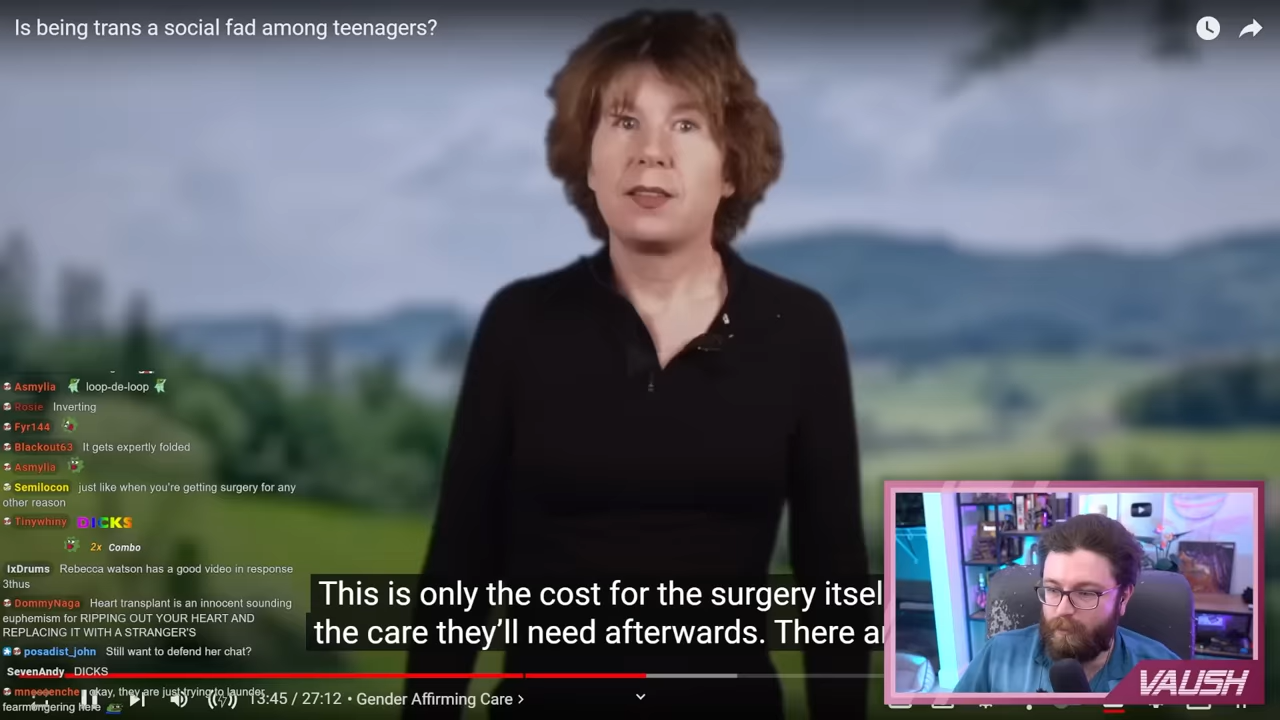 Is being trans a social fad among teenagers?
Asmylia loop-de-loop
Rosie Inverting
Fyr144
Blackout63 It gets expertly folded
Asmylia
Semilocon just like when you're getting surgery for any
other reason
Tinywhiny DICKS
2x Combo
IxDrums Rebecca watson has a good video in response
3thus
DommyNaga Heart transplant is an innocent sounding
euphemism for RIPPING OUT YOUR HEART AND
REPLACING IT WITH A STRANGER'S
posadist_john Still want to defend her chat?
SevenAndy DICKS
okay, they are just trying to launder
fearmongering here
This is only the cost for the surgery itsel
the care they'll need afterwards. There a
13:45 / 27:12 • Gender Affirming Care >
VAUSH